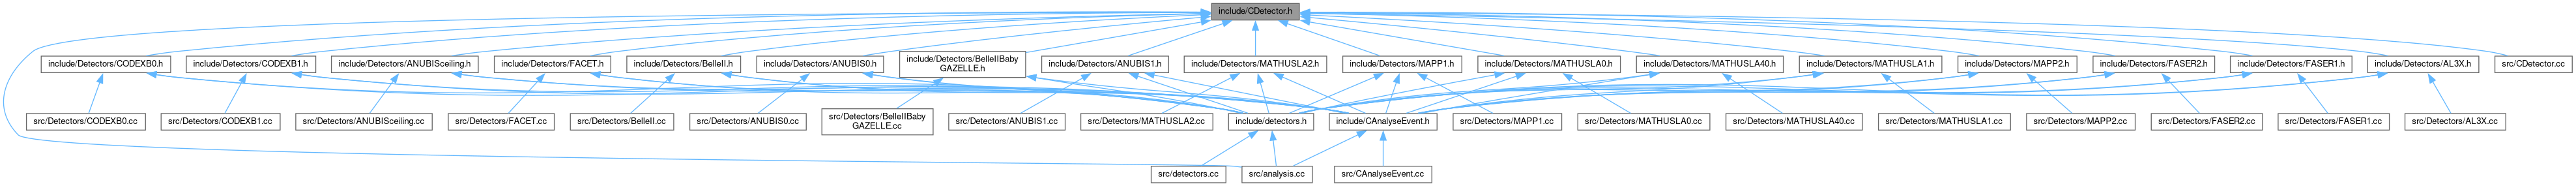 include/CDetector.h
include/Detectors/CODEXB0.h
include/Detectors/CODEXB1.h
include/Detectors/ANUBISceiling.h
include/Detectors/FACET.h
include/Detectors/BelleII.h
include/Detectors/ANUBIS0.h
include/Detectors/BelleIIBaby
GAZELLE.h
include/Detectors/ANUBIS1.h
include/Detectors/MATHUSLA2.h
include/Detectors/MAPP1.h
include/Detectors/MATHUSLA0.h
include/Detectors/MATHUSLA40.h
include/Detectors/MATHUSLA1.h
include/Detectors/MAPP2.h
include/Detectors/FASER2.h
include/Detectors/FASER1.h
include/Detectors/AL3X.h
src/CDetector.cc
src/Detectors/CODEXB0.cc
src/Detectors/CODEXB1.cc
src/Detectors/ANUBISceiling.cc
src/Detectors/FACET.cc
src/Detectors/BelleII.cc
src/Detectors/ANUBIS0.cc
src/Detectors/BelleIIBaby
GAZELLE.cc
src/Detectors/ANUBIS1.cc
src/Detectors/MATHUSLA2.cc
include/detectors.h
include/CAnalyseEvent.h
src/Detectors/MAPP1.cc
src/Detectors/MATHUSLA0.cc
src/Detectors/MATHUSLA40.cc
src/Detectors/MATHUSLA1.cc
src/Detectors/MAPP2.cc
src/Detectors/FASER2.cc
src/Detectors/FASER1.cc
src/Detectors/AL3X.cc
src/detectors.cc
src/analysis.cc
src/CAnalyseEvent.cc